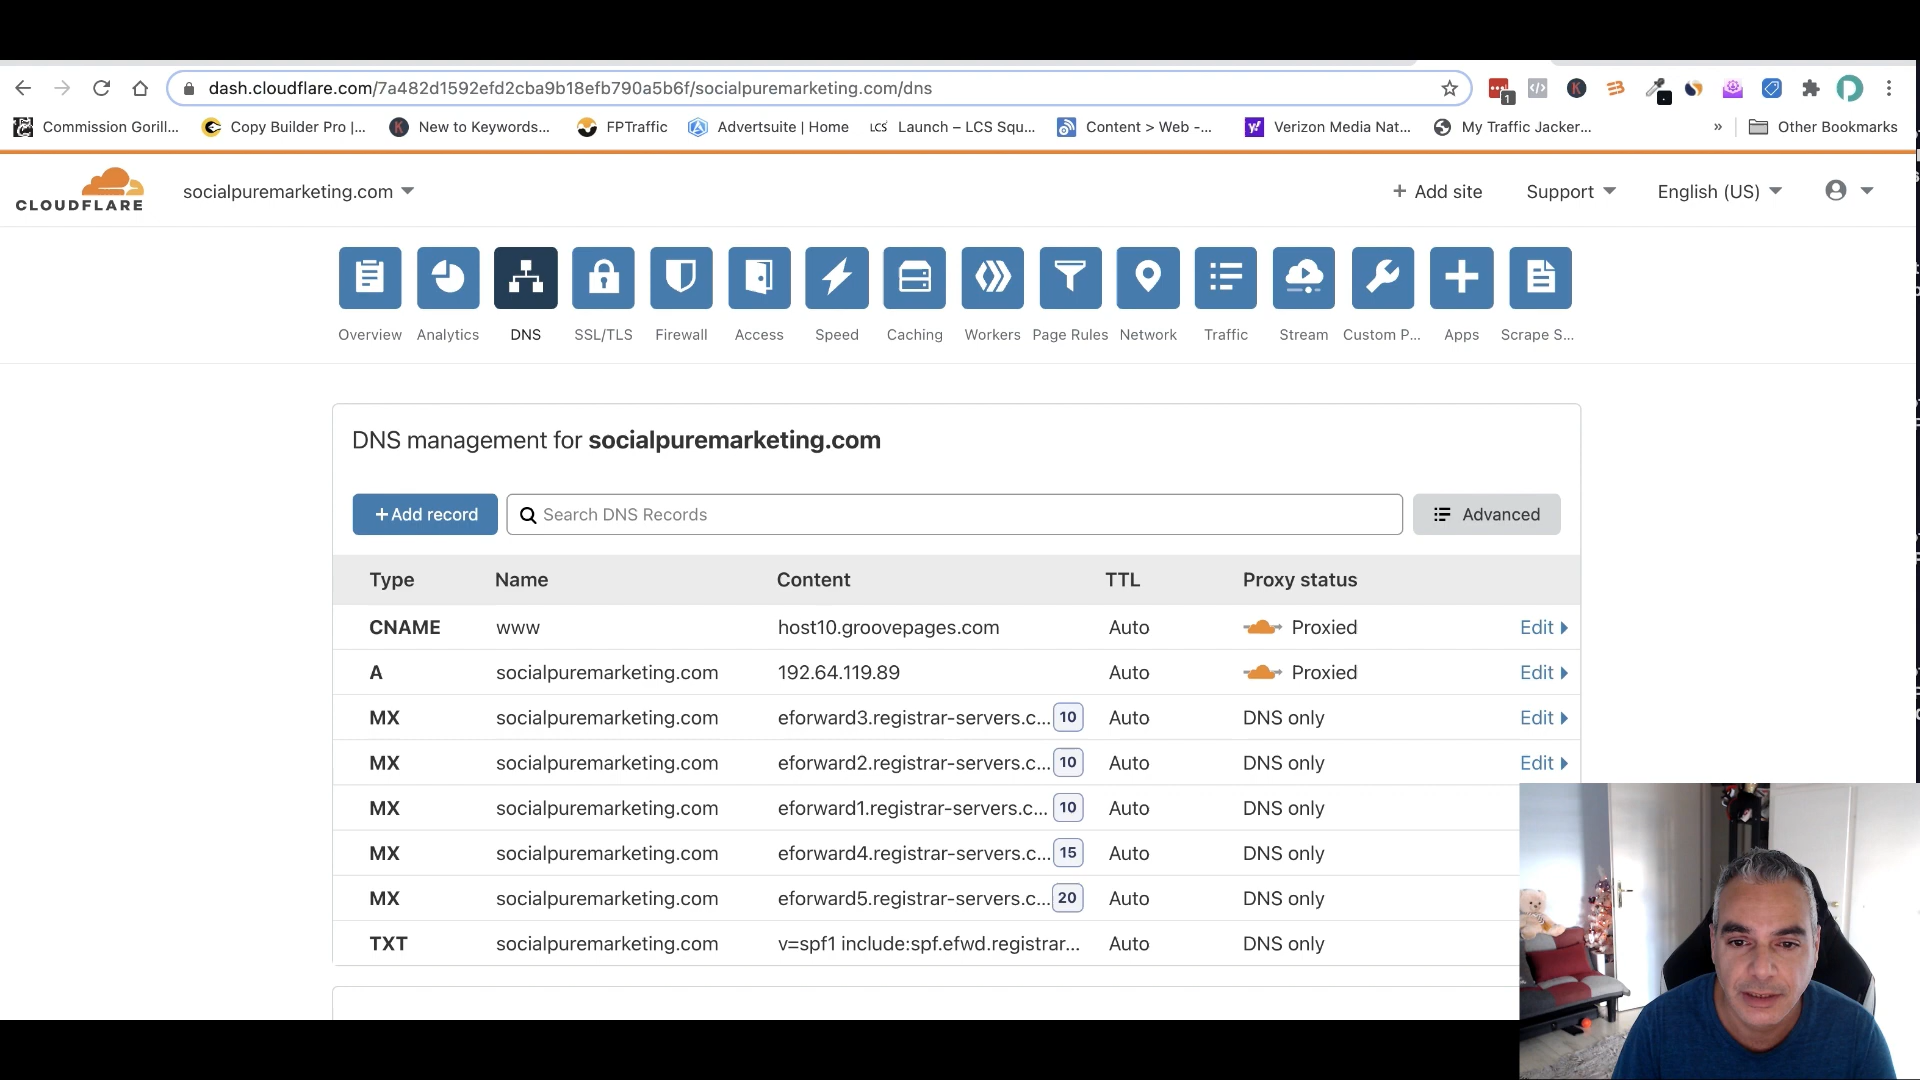 dash.cloudflare.com/7a482d1592efd2cba9b18efb790a5b6f/socialpuremarketing.com/dns
1
Commission Gorill... Copy Builder Pro |... New to Keywords... FPTraffic Advertsuite | Home LCS Launch – LCS Squ... Content > Web -... Verizon Media Nat... My Traffic Jacker... » Other Bookmarks
CLOUDFLARE socialpuremarketing.com + Add site Support English (US)
Overview Analytics DNS SSL/TLS Firewall Access Speed Caching Workers Page Rules Network Traffic Stream Custom P... Apps Scrape S...
DNS management for socialpuremarketing.com
+ Add record Search DNS Records Advanced
Type Name Content TTL Proxy status
CNAME www host10.groovepages.com Auto Proxied Edit
A socialpuremarketing.com 192.64.119.89 Auto Proxied Edit
MX socialpuremarketing.com eforward3.registrar-servers.c... 10 Auto DNS only Edit
MX socialpuremarketing.com eforward2.registrar-servers.c... 10 Auto DNS only Edit
MX socialpuremarketing.com eforward1.registrar-servers.c... 10 Auto DNS only
MX socialpuremarketing.com eforward4.registrar-servers.c... 15 Auto DNS only
MX socialpuremarketing.com eforward5.registrar-servers.c... 20 Auto DNS only
TXT socialpuremarketing.com v=spf1 include:spf.efwd.registrar... Auto DNS only